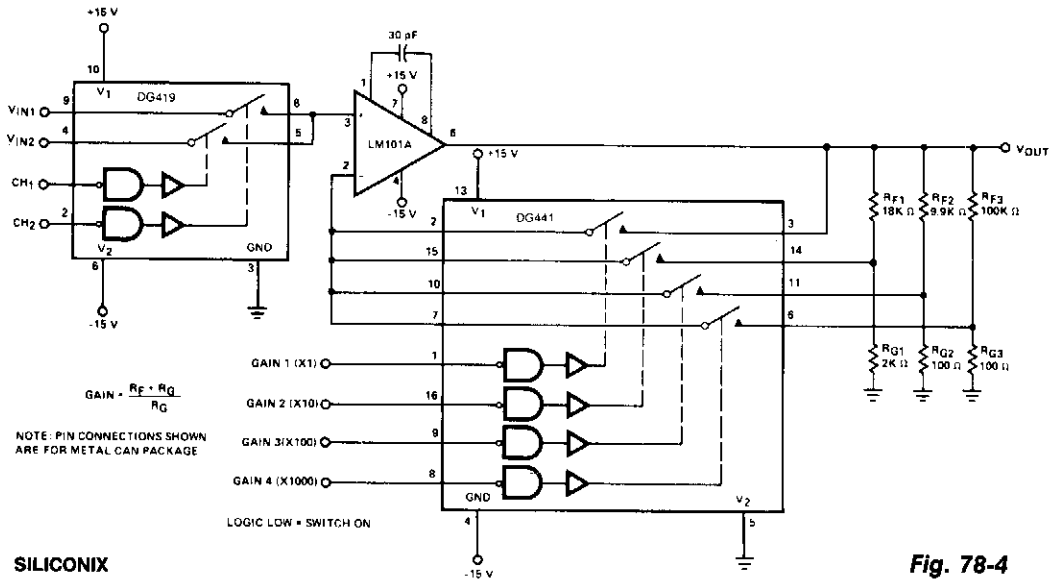 +15 V
30 pF
10
V1
DG419
1
+15 V
7
VIN1
9
8
3
+
8
6
VIN2
4
5
LM101A
+15 V
VOUT
2
-
4
-15 V
13
V1
DG441
RF1
18K Ω
RF2
9.9K Ω
RF3
100K Ω
CH1
1
CH2
2
V2
GND
6
3
-15 V
2
3
15
14
10
11
7
6
RG1
2K Ω
RG2
100 Ω
RG3
100 Ω
GAIN 1 (X1)
1
GAIN 2 (X10)
16
GAIN 3(X100)
9
GAIN 4 (X1000)
8
GAIN = RF + RG
RG
NOTE: PIN CONNECTIONS SHOWN
ARE FOR METAL CAN PACKAGE
LOGIC LOW = SWITCH ON
GND
V2
4
5
-15 V
SILICONIX
Fig. 78-4